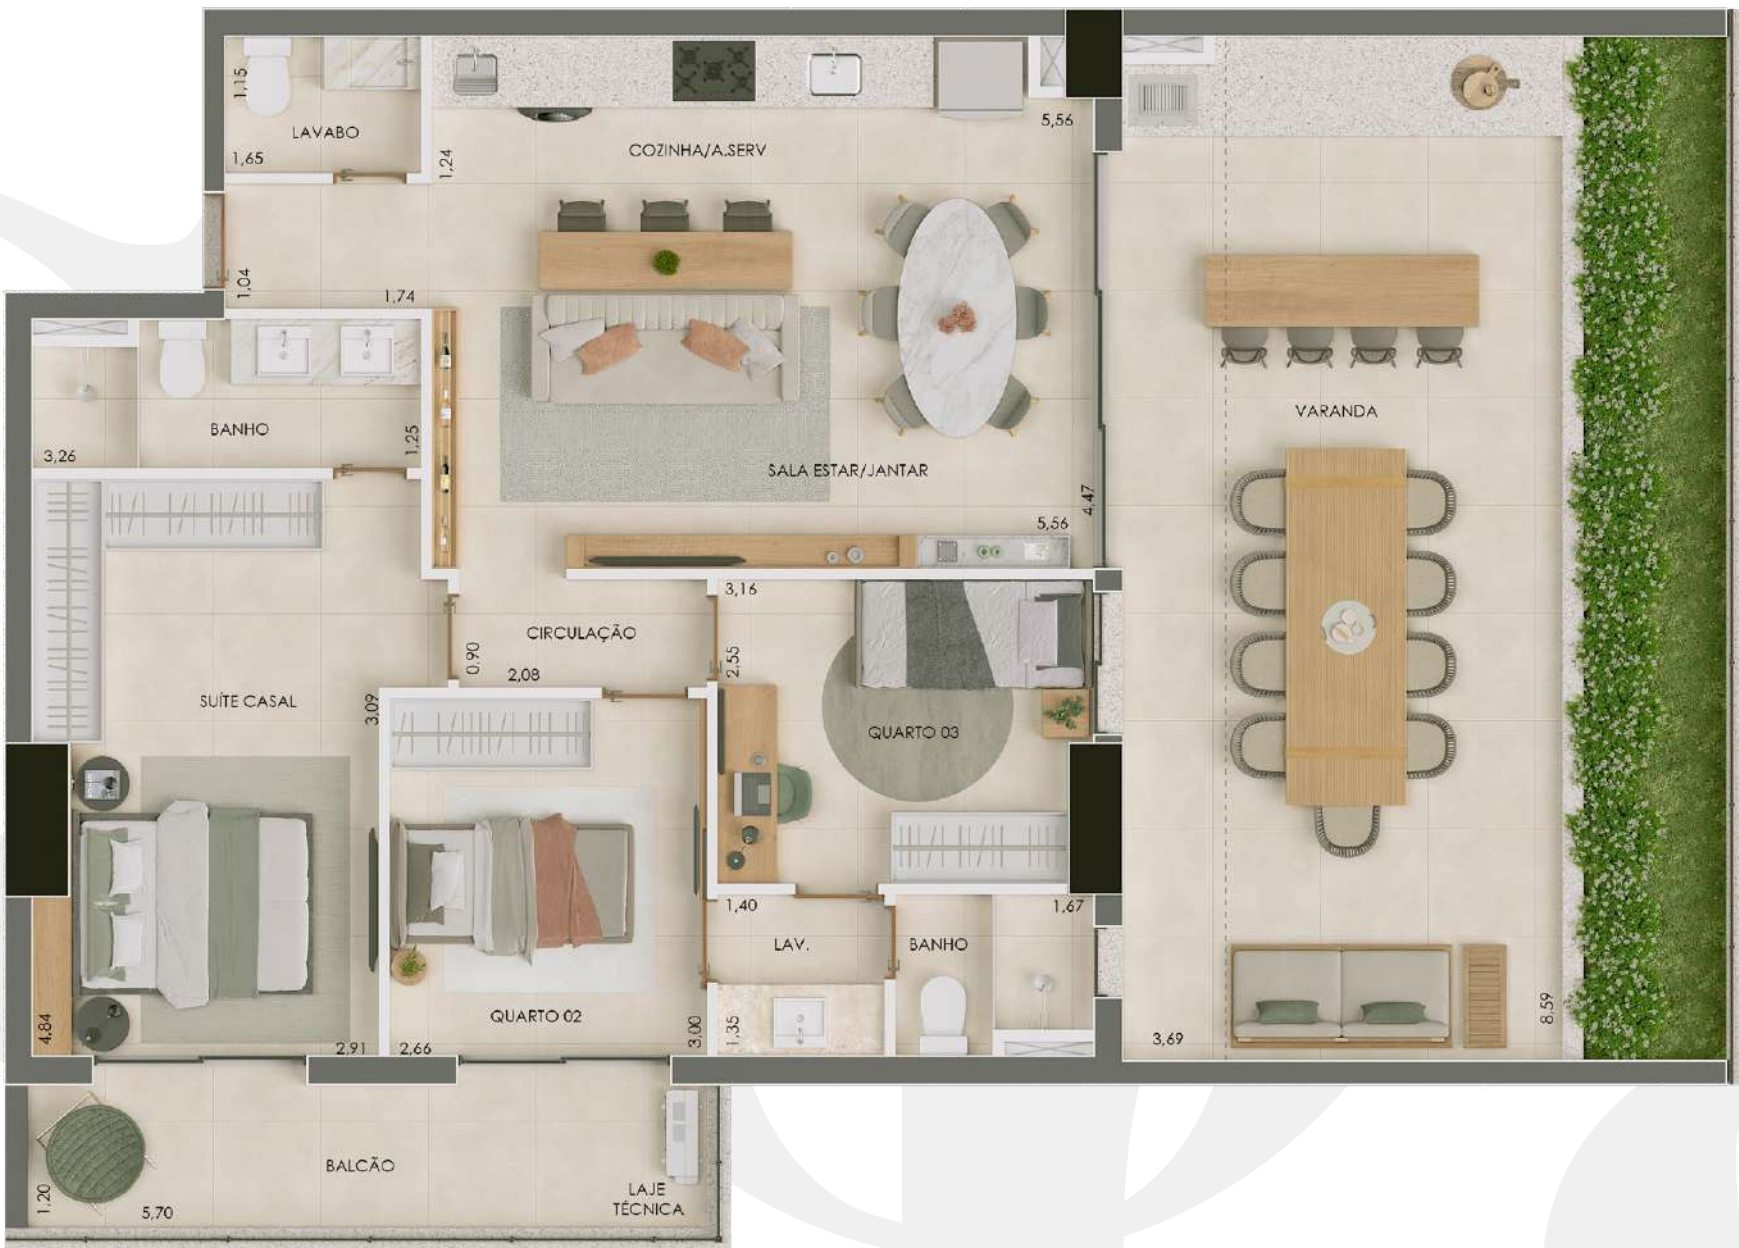 1,15
LAVABO
1,65
1,24
COZINHA/A.SERV
5,56
1,04
1,74
BANHO
1,25
3,26
SALA ESTAR/JANTAR
4,47
5,56
VARANDA
3,16
CIRCULAÇÃO
0,90
2,08
2,55
SUÍTE CASAL
3,09
QUARTO 03
1,40
1,67
LAV.
BANHO
4,84
2,91
2,66
QUARTO 02
3,00
1,35
3,69
8,59
BALCÃO
1,20
5,70
LAJE
TÉCNICA